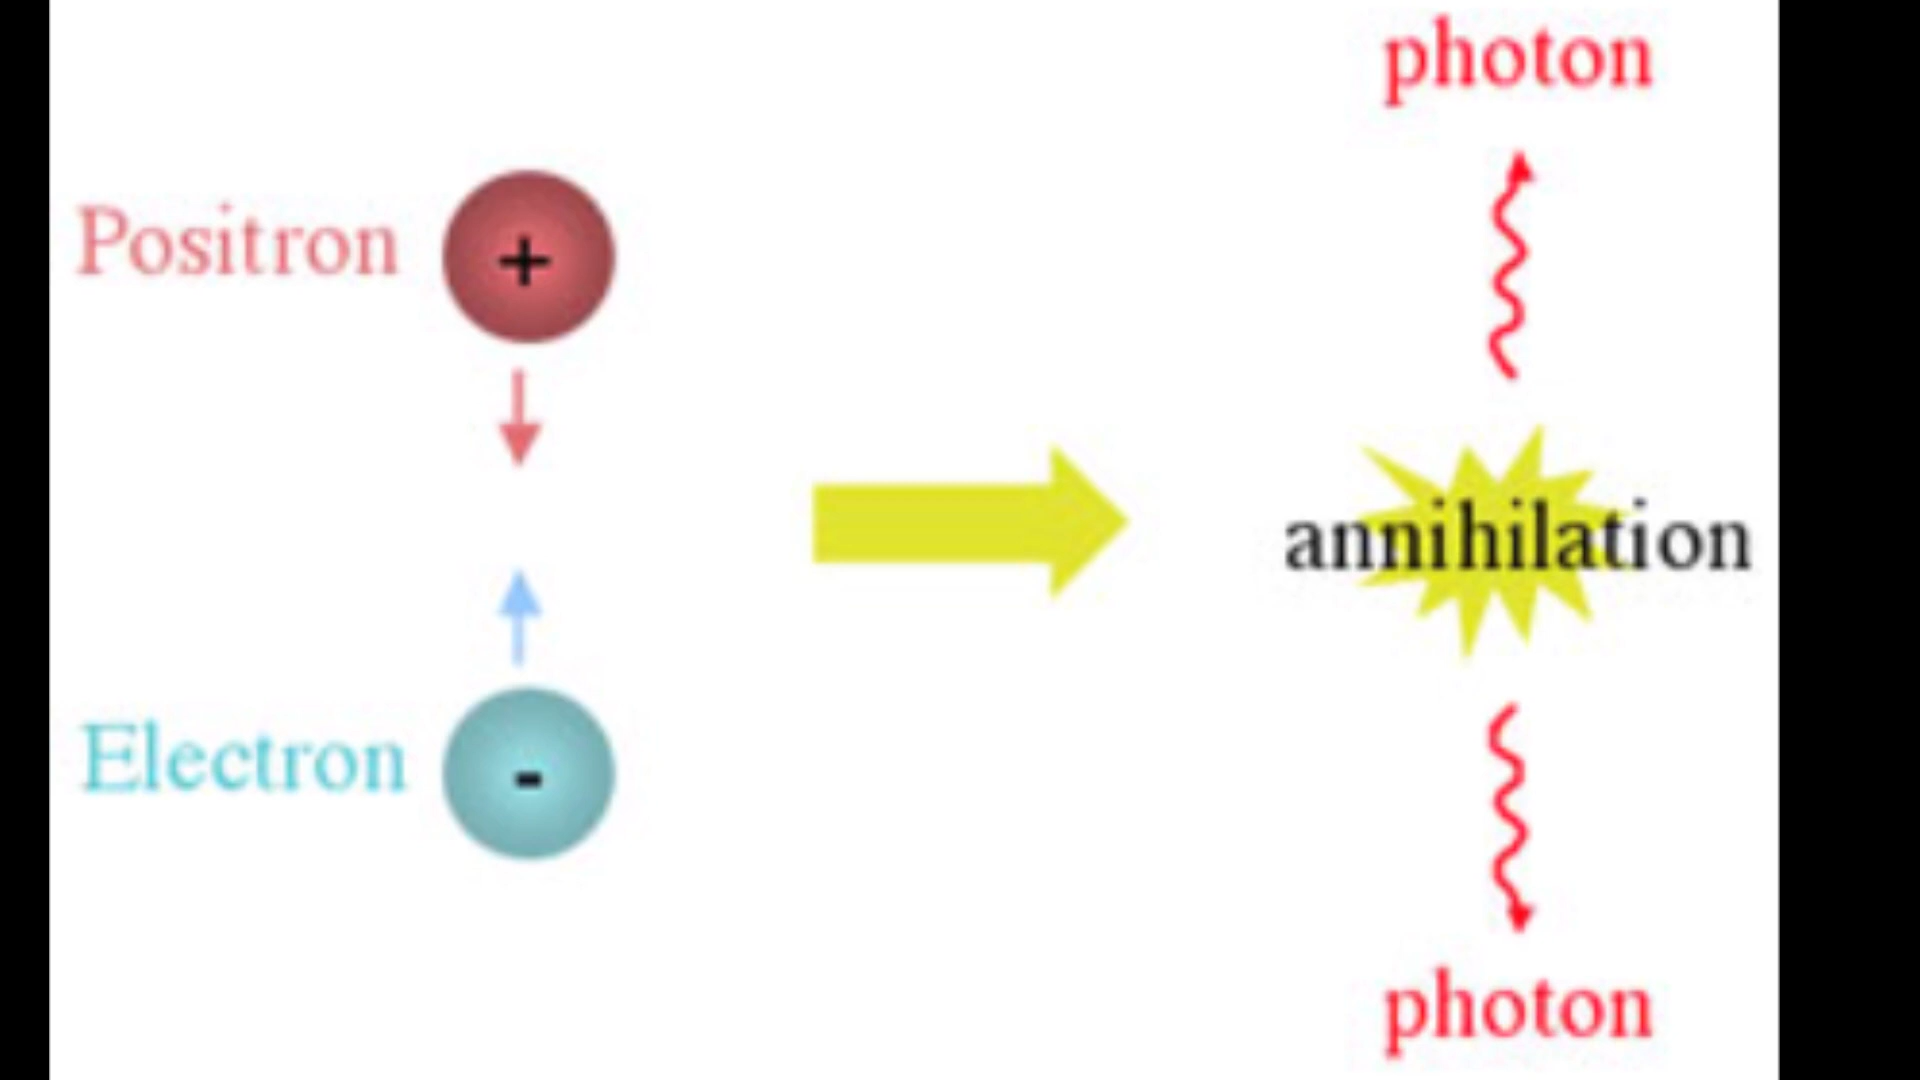 photon
Positron
+
annihilation
Electron
-
photon